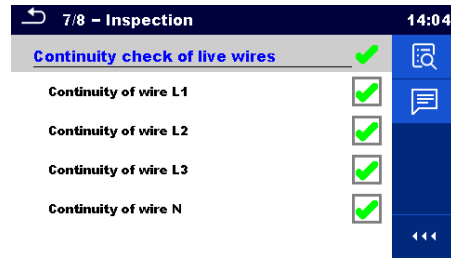 7/8 – Inspection 14:04
Continuity check of live wires
Continuity of wire L1
Continuity of wire L2
Continuity of wire L3
Continuity of wire N